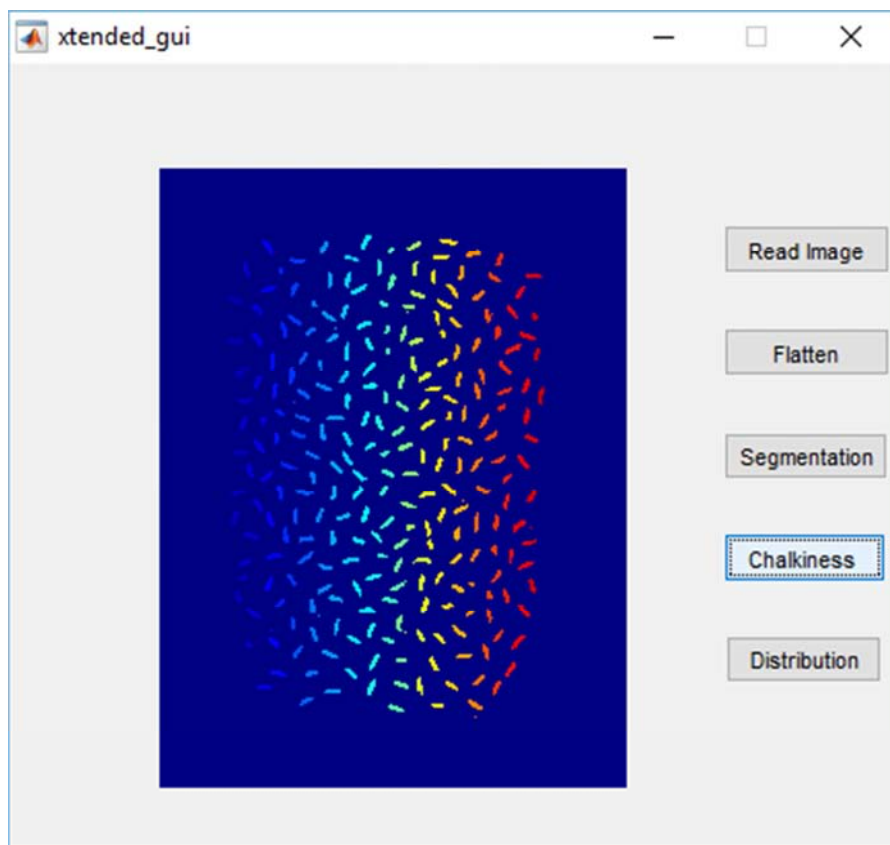 xtended_gui
Read Image
Flatten
Segmentation
Chalkiness
Distribution